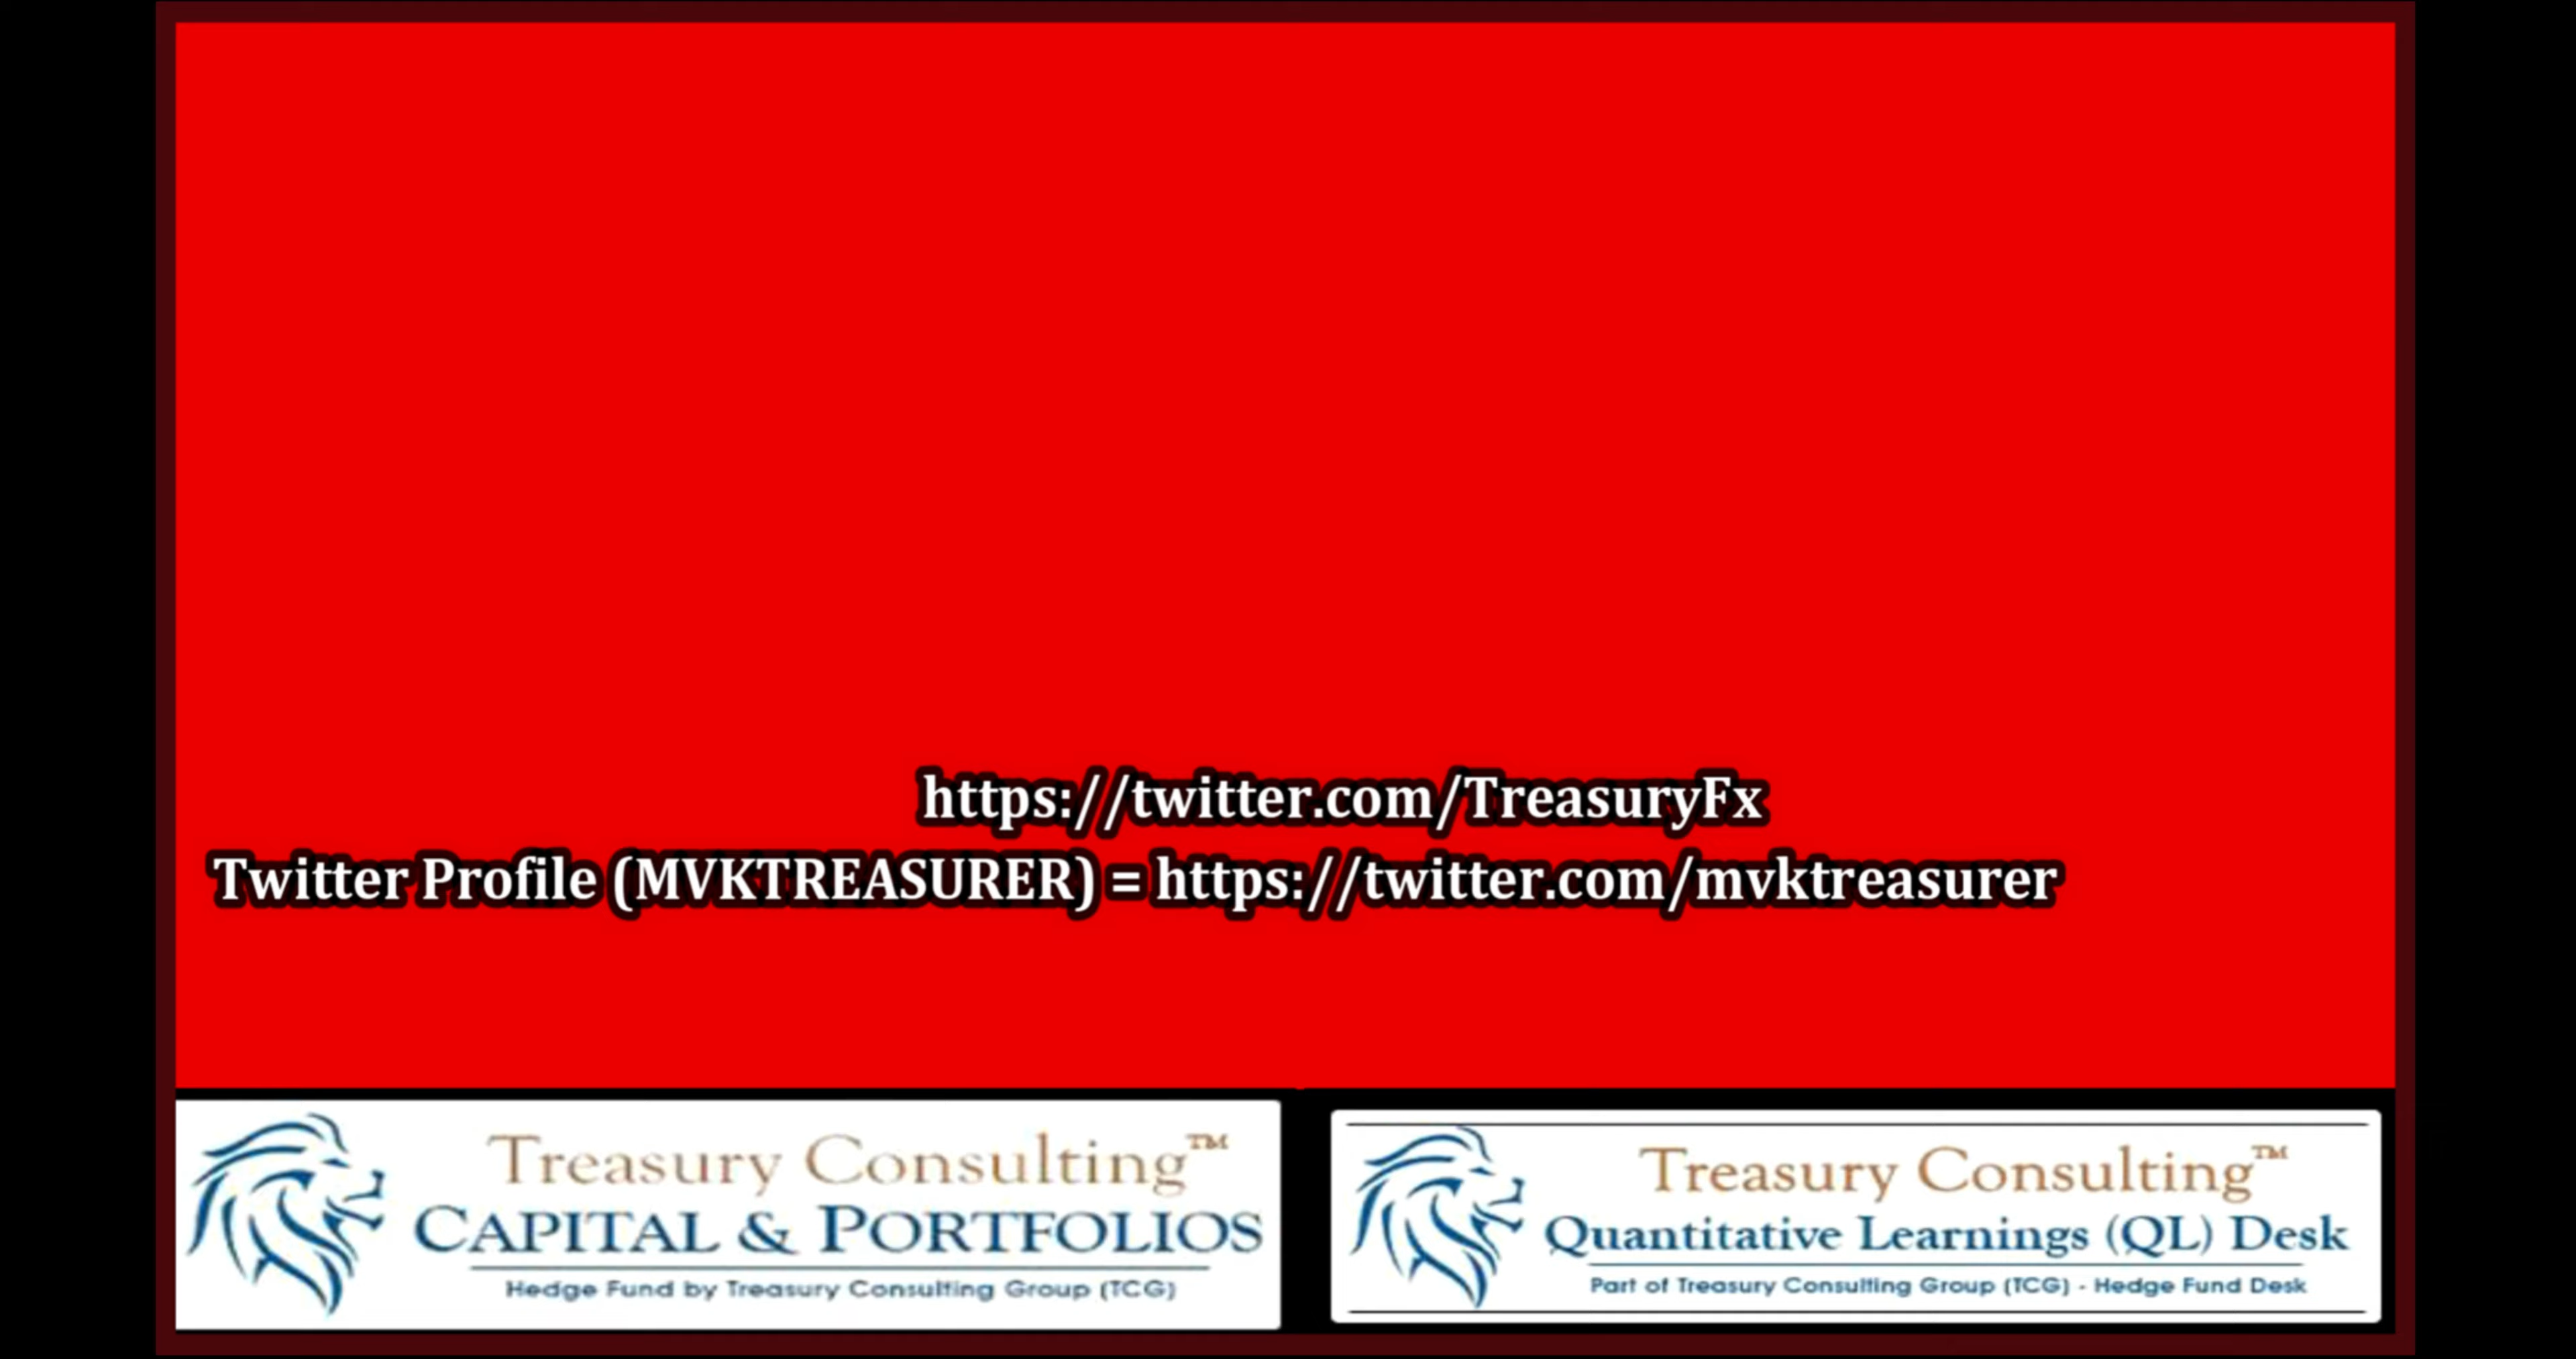 https://twitter.com/TreasuryFx
Twitter Profile (MVKTREASURER) = https://twitter.com/mvktreasurer
Treasury Consulting™
CAPITAL & PORTFOLIOS
Hedge Fund by Treasury Consulting Group (TCG)
Treasury Consulting™
Quantitative Learnings (QL) Desk
Part of Treasury Consulting Group (TCG) - Hedge Fund Desk